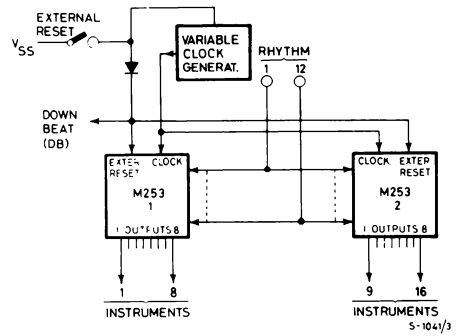 EXTERNAL
RESET
VSS
VARIABLE
CLOCK
GENERAT.
RHYTHM
1 12
DOWN
BEAT
(DB)
EXTER CLOCK
RESET
M253
1
1 OUTPUTS 8
CLOCK EXTER
RESET
M253
2
1 OUTPUTS 8
1 8
INSTRUMENTS
9 16
INSTRUMENTS
S-1041/3